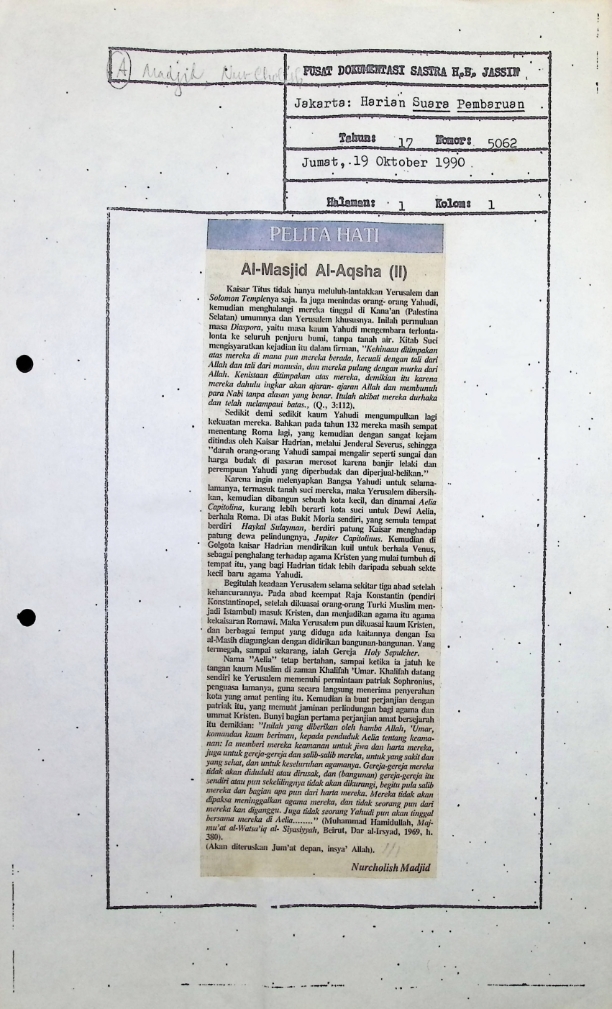 A Madjid, Nurcholish
PUSAT DOKUMENTASI SASTRA H.B. JASSIN
Jakarta: Harian Suara Pembaruan
Tahun: 17 Nomor: 5062
Jumat, 19 Oktober 1990
Halaman: 1 Kolom: 1
PELITA HATI
Al-Masjid Al-Aqsha (II)
Kaisar Titus tidak hanya meluluh-lantakkan Yerusalem dan
Solomon Templenya saja. Ia juga menindas orang- orang Yahudi,
kemudian menghalangi mereka tinggal di Kana'an (Palestina
Selatan) umumnya dan Yerusalem khususnya. Inilah permulaan
masa Diaspora, yaitu masa kaum Yahudi mengembara terlonta-
lonta ke seluruh penjuru bumi, tanpa tanah air. Kitab Suci
mengisyaratkan kejadian itu dalam firman, "Kehinaan ditimpakan
atas mereka di mana pun mereka berada, kecuali dengan tali dari
Allah dan tali dari manusia, dan mereka pulang dengan murka dari
Allah. Kenistaan ditimpakan atas mereka, demikian itu karena
mereka dahulu ingkar akan ajaran- ajaran Allah dan membunuh
para Nabi tanpa alasan yang benar. Itulah akibat mereka durhaka
dan telah melampaui batas., (Q., 3:112).
Sedikit demi sedikit kaum Yahudi mengumpulkan lagi
kekuatan mereka. Bahkan pada tahun 132 mereka masih sempat
menentang Roma lagi, yang kemudian dengan sangat kejam
ditindas oleh Kaisar Hadrian, melalui Jenderal Severus, sehingga
"darah orang-orang Yahudi sampai mengalir seperti sungai dan
harga budak di pasaran merosot karena banjir lelaki dan
perempuan Yahudi yang diperbudak dan diperjual-belikan."
Karena ingin melenyapkan Bangsa Yahudi untuk selama-
lamanya, termasuk tanah suci mereka, maka Yerusalem dibersih-
kan, kemudian dibangun sebuah kota kecil, dan dinamai Aelia
Capitolina, kurang lebih berarti kota suci untuk Dewi Aelia,
berhala Roma. Di atas Bukit Moria sendiri, yang semula tempat
berdiri Haykal Sulayman, berdiri patung Kaisar menghadap
patung dewa pelindungnya, Jupiter Capitolinus. Kemudian di
Golgota kaisar Hadrian mendirikan kuil untuk berhala Venus,
sebagai penghalang terhadap agama Kristen yang mulai tumbuh di
tempat itu, yang bagi Hadrian tidak lebih daripada sebuah sekte
kecil baru agama Yahudi.
Begitulah keadaan Yerusalem selama sekitar tiga abad setelah
kehancurannya. Pada abad keempat Raja Konstantin (pendiri
Konstantinopel, setelah dikuasai orang-orang Turki Muslim men-
jadi Istambul) masuk Kristen, dan menjadikan agama itu agama
kekaisaran Romawi. Maka Yerusalem pun dikuasai kaum Kristen,
dan berbagai tempat yang diduga ada kaitannya dengan Isa
al-Masih diagungkan dengan didirikan bangunan-bangunan. Yang
termegah, sampai sekarang, ialah Gereja Holy Sepulcher.
Nama "Aelia" tetap bertahan, sampai ketika ia jatuh ke
tangan kaum Muslim di zaman Khalifah 'Umar. Khalifah datang
sendiri ke Yerusalem memenuhi permintaan patriak Sophronius,
penguasa lamanya, guna secara langsung menerima penyerahan
kota yang amat penting itu. Kemudian ia buat perjanjian dengan
patriak itu, yang memuat jaminan perlindungan bagi agama dan
ummat Kristen. Bunyi bagian pertama perjanjian amat bersejarah
itu demikian: "Inilah yang diberikan oleh hamba Allah, 'Umar,
komandan kaum beriman, kepada penduduk Aelia tentang keama-
nan: Ia memberi mereka keamanan untuk jiwa dan harta mereka,
juga untuk gereja-gereja dan salib-salib mereka, untuk yang sakit dan
yang sehat, dan untuk keseluruhan agamanya. Gereja-gereja mereka
tidak akan diduduki atau dirusak, dan (bangunan) gereja-gereja itu
sendiri atau pun sekelilingnya tidak akan dikurangi, begitu pula salib
mereka dan bagian apa pun dari harta mereka. Mereka tidak akan
dipaksa meninggalkan agama mereka, dan tidak seorang pun dari
mereka kan diganggu. Juga tidak seorang Yahudi pun akan tinggal
bersama mereka di Aelia........" (Muhammad Hamidullah, Maj-
mu'at al-Watsa'iq al- Siyasiyyah, Beirut, Dar al-Irsyad, 1969, h.
380).
(Akan diteruskan Jum'at depan, insya' Allah).
Nurcholish Madjid